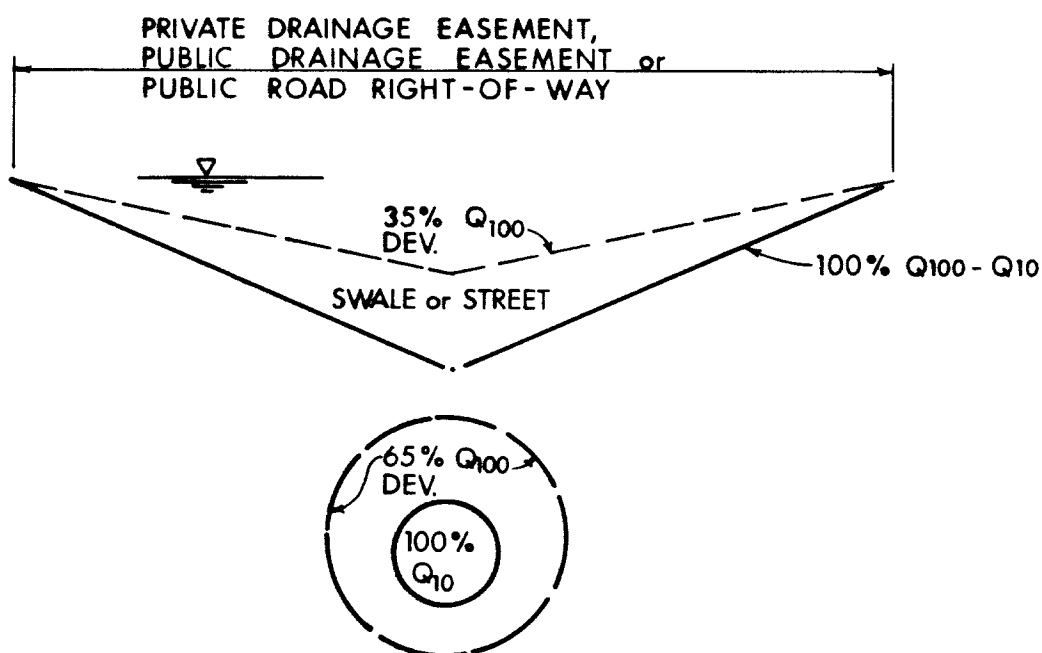 PRIVATE DRAINAGE EASEMENT,
PUBLIC DRAINAGE EASEMENT or
PUBLIC ROAD RIGHT-OF-WAY
35% Q100
DEV.
100% Q100 - Q10
SWALE or STREET
65% Q100
DEV.
100%
Q10